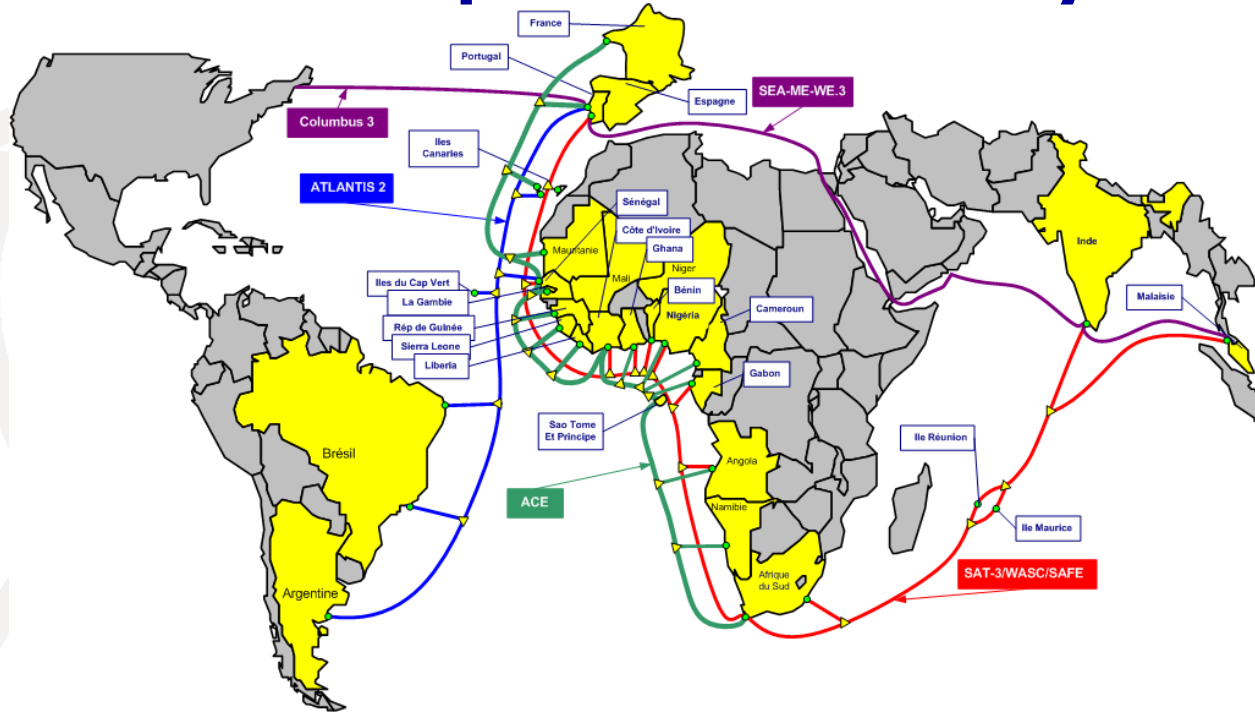 France
Portugal
Espagne
SEA-ME-WE.3
Columbus 3
Iles
Canaries
ATLANTIS 2
Sénégal
Côte d'Ivoire
Ghana
Mauritanie
Mali
Niger
Inde
Iles du Cap Vert
La Gambie
Bénin
Nigéria
Malaisie
Cameroun
Rép de Guinée
Sierra Leone
Liberia
Gabon
Sao Tome
Et Principe
Ile Réunion
Brésil
Angola
ACE
Namibie
Ile Maurice
Afrique
du Sud
SAT-3/WASC/SAFE
Argentine